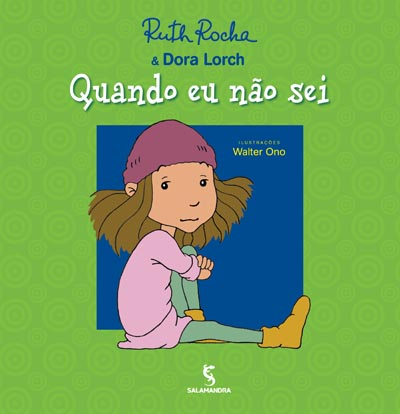 Ruth Rocha
& Dora Lorch
Quando eu não sei
ILUSTRAÇÕES
Walter Ono
SALAMANDRA